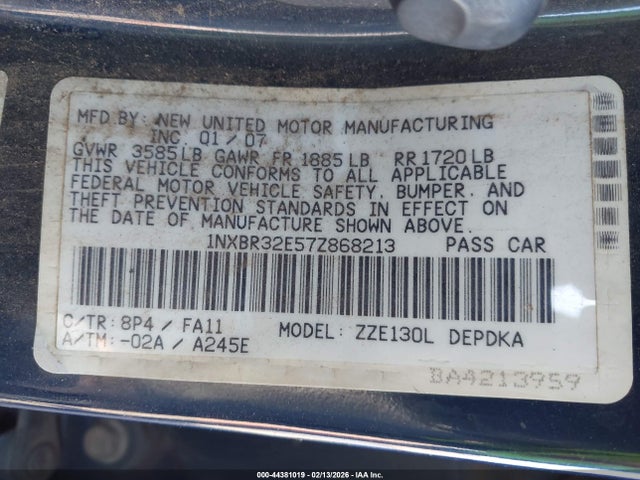 MFD BY: NEW UNITED MOTOR MANUFACTURING
INC 01/07
GVWR 3585LB GAWR FR 1885LB RR1720LB
THIS VEHICLE CONFORMS TO ALL APPLICABLE
FEDERAL MOTOR VEHICLE SAFETY, BUMPER, AND
THEFT PREVENTION STANDARDS IN EFFECT ON
THE DATE OF MANUFACTURE SHOWN ABOVE.
1NXBR32E57Z868213 PASS CAR
C/TR: 8P4 / FA11 MODEL: ZZE130L DEPDKA
A/TM: -02A / A245E
BA4213959
000-44381019 | 02/13/2026 - IAA Inc.